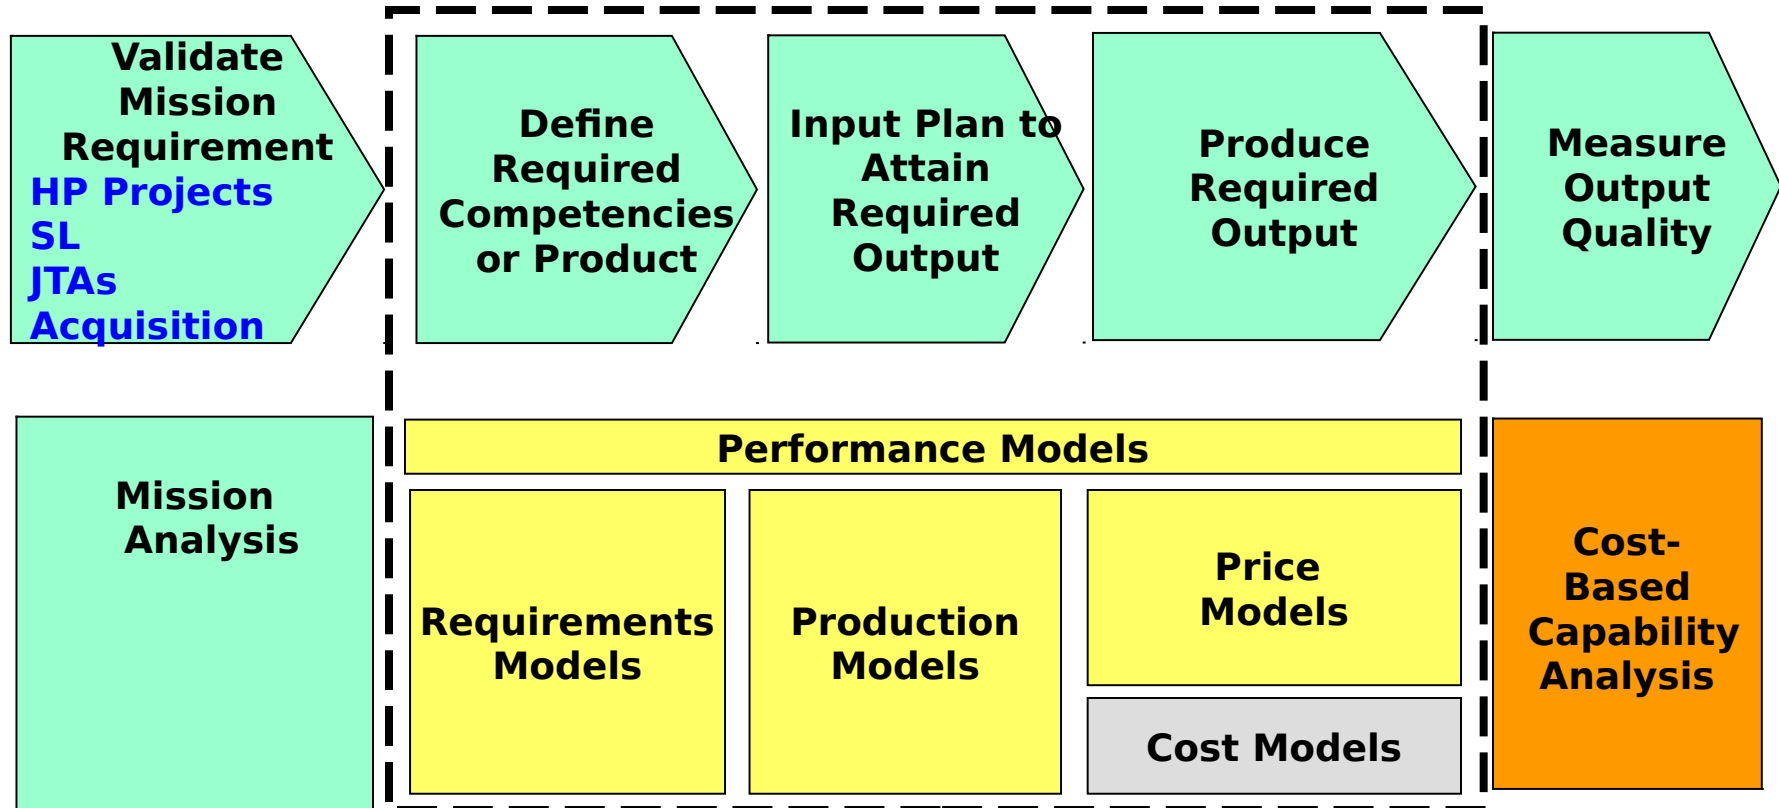 Validate
Mission
Requirement
HP Projects
SL
JTAs
Acquisition
Define
Required
Competencies
or Product
Input Plan to
Attain
Required
Output
Produce
Required
Output
Measure
Output
Quality
Mission
Analysis
Performance Models
Requirements
Models
Production
Models
Price
Models
Cost Models
Cost-
Based
Capability
Analysis